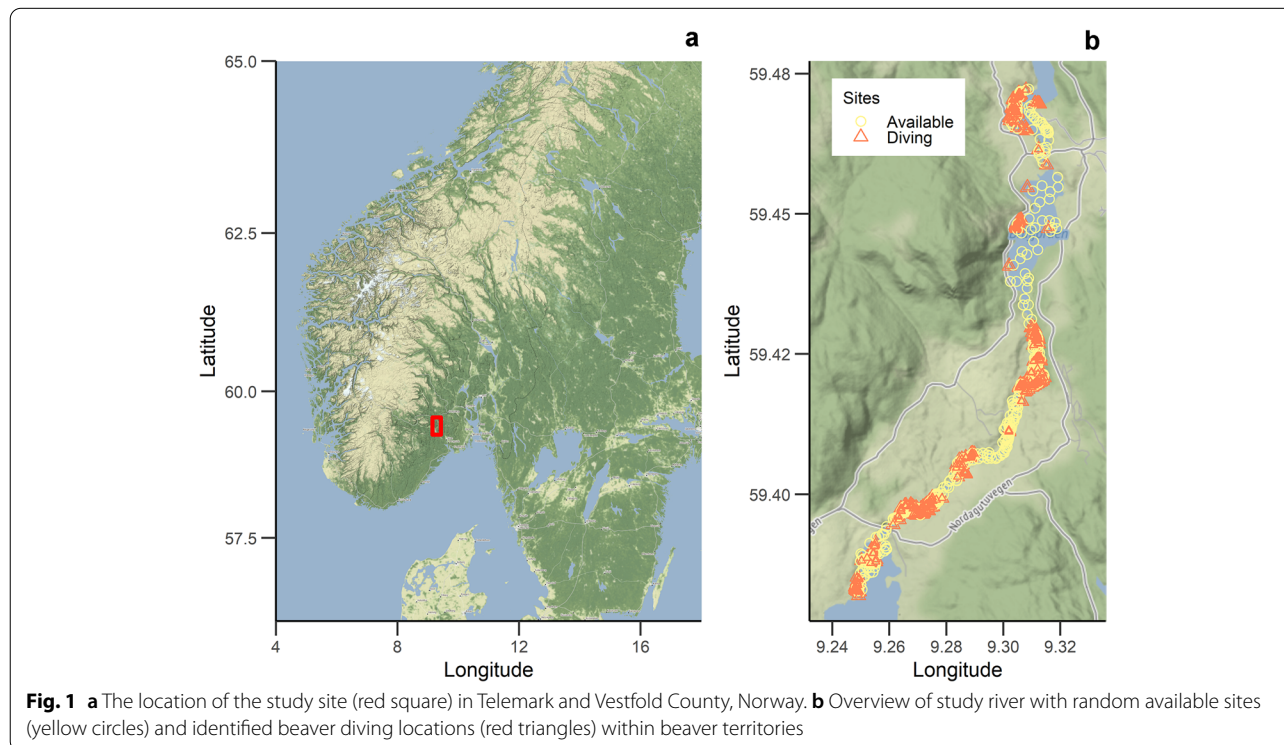 a
65.0
62.5
60.0
57.5
Latitude
4
8
12
16
Longitude
b
59.48
59.45
59.42
59.40
Latitude
Sites
Available
Diving
Nordagutuvegen
9.24
9.26
9.28
9.30
9.32
Longitude
Fig. 1 a The location of the study site (red square) in Telemark and Vestfold County, Norway. b Overview of study river with random available sites
(yellow circles) and identified beaver diving locations (red triangles) within beaver territories